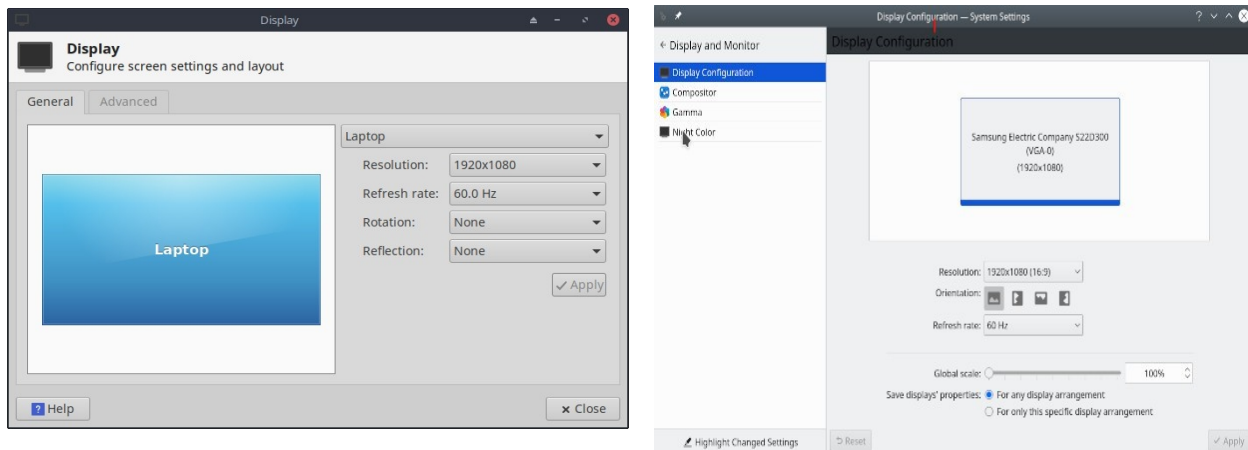 Display
Display
Configure screen settings and layout
General
Advanced
Laptop
Laptop
Resolution:
1920x1080
Refresh rate:
60.0 Hz
Rotation:
None
Reflection:
None
Apply
Help
Close
Display Configuration — System Settings
Display and Monitor
Display Configuration
Compositor
Gamma
Night Color
Highlight Changed Settings
Display Configuration
Samsung Electric Company S22D300
(VGA-0)
(1920x1080)
Resolution:
1920x1080 (16:9)
Orientation:
Refresh rate:
60 Hz
Global scale:
100%
Save displays' properties:
For any display arrangement
For only this specific display arrangement
Reset
Apply